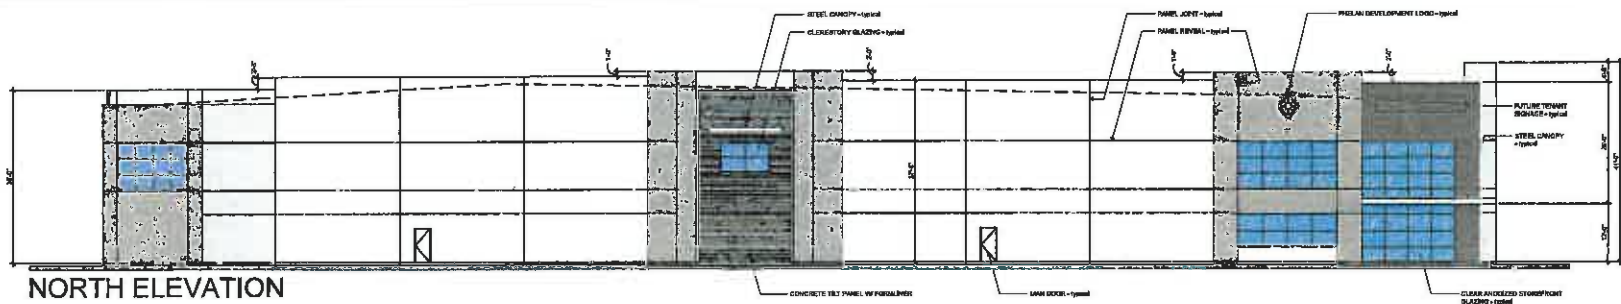 STEEL CANOPY - typical
CLERESTORY GLAZING - typical
PANEL JOINT - typical
PANEL REVEAL - typical
PHELAN DEVELOPMENT LOGO - typical
FUTURE TENANT
SIGNAGE - typical
STEEL CANOPY
- typical
NORTH ELEVATION
CONCRETE TILT PANEL W/ FORMLINER
MAN DOOR - typical
CLEAR ANODIZED STOREFRONT
GLAZING - typical